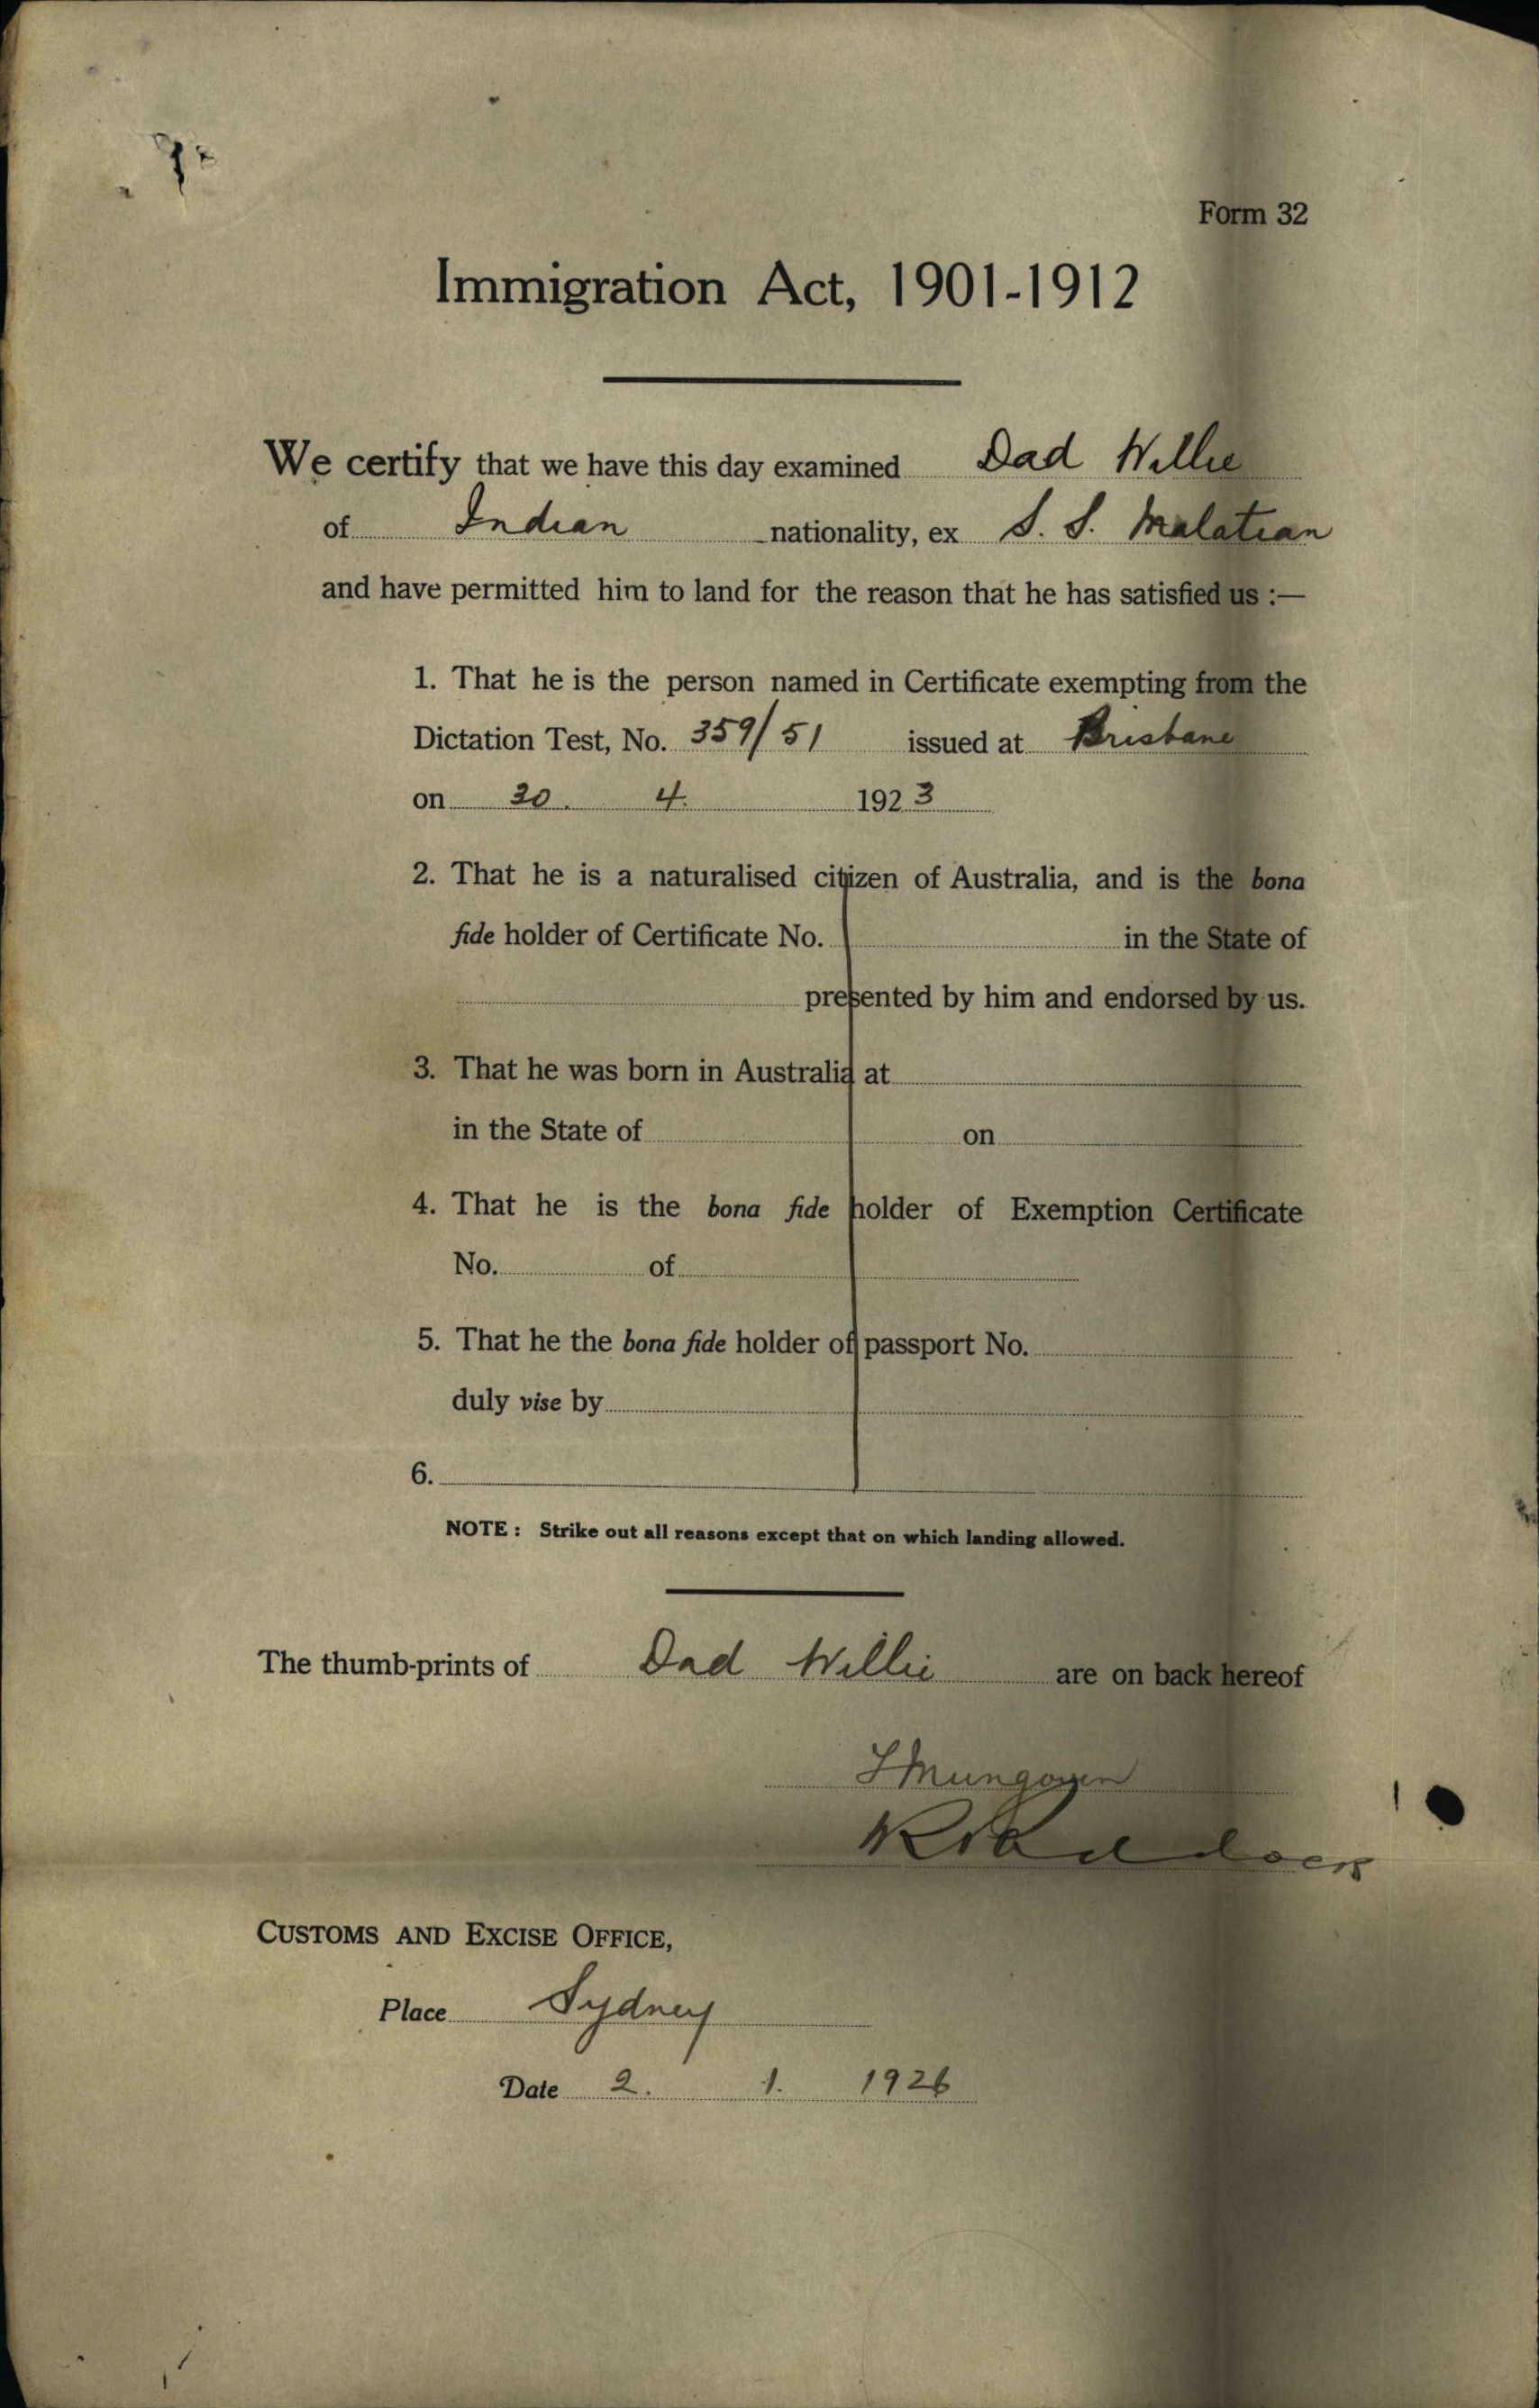 Form 32
Immigration Act, 1901-1912
We certify that we have this day examined Dad Willie
of Indian nationality, ex S. S. Malatian
and have permitted him to land for the reason that he has satisfied us :—
1. That he is the person named in Certificate exempting from the
Dictation Test, No. 359/51 issued at Brisbane
on 30. 4. 1923
2. That he is a naturalised citizen of Australia, and is the bona
fide holder of Certificate No. in the State of
presented by him and endorsed by us.
3. That he was born in Australia at
in the State of on
4. That he is the bona fide holder of Exemption Certificate
No. of
5. That he the bona fide holder of passport No.
duly vise by
6.
NOTE : Strike out all reasons except that on which landing allowed.
The thumb-prints of Dad Willie are on back hereof
CUSTOMS AND EXCISE OFFICE,
Place Sydney
Date 2. 1. 1926